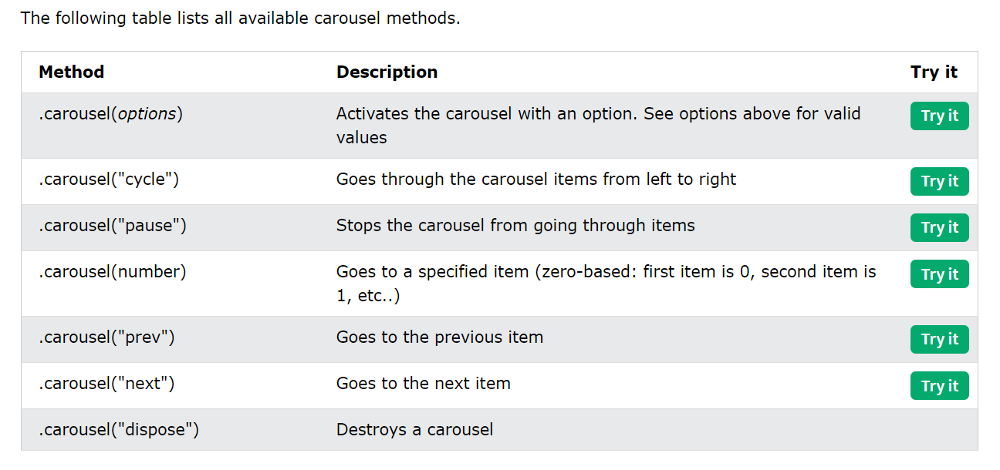 The following table lists all available carousel methods.
Method Description Try it
.carousel(options) Activates the carousel with an option. See options above for valid Try it
values
.carousel("cycle") Goes through the carousel items from left to right Try it
.carousel("pause") Stops the carousel from going through items Try it
.carousel(number) Goes to a specified item (zero-based: first item is 0, second item is Try it
1, etc..)
.carousel("prev") Goes to the previous item Try it
.carousel("next") Goes to the next item Try it
.carousel("dispose") Destroys a carousel